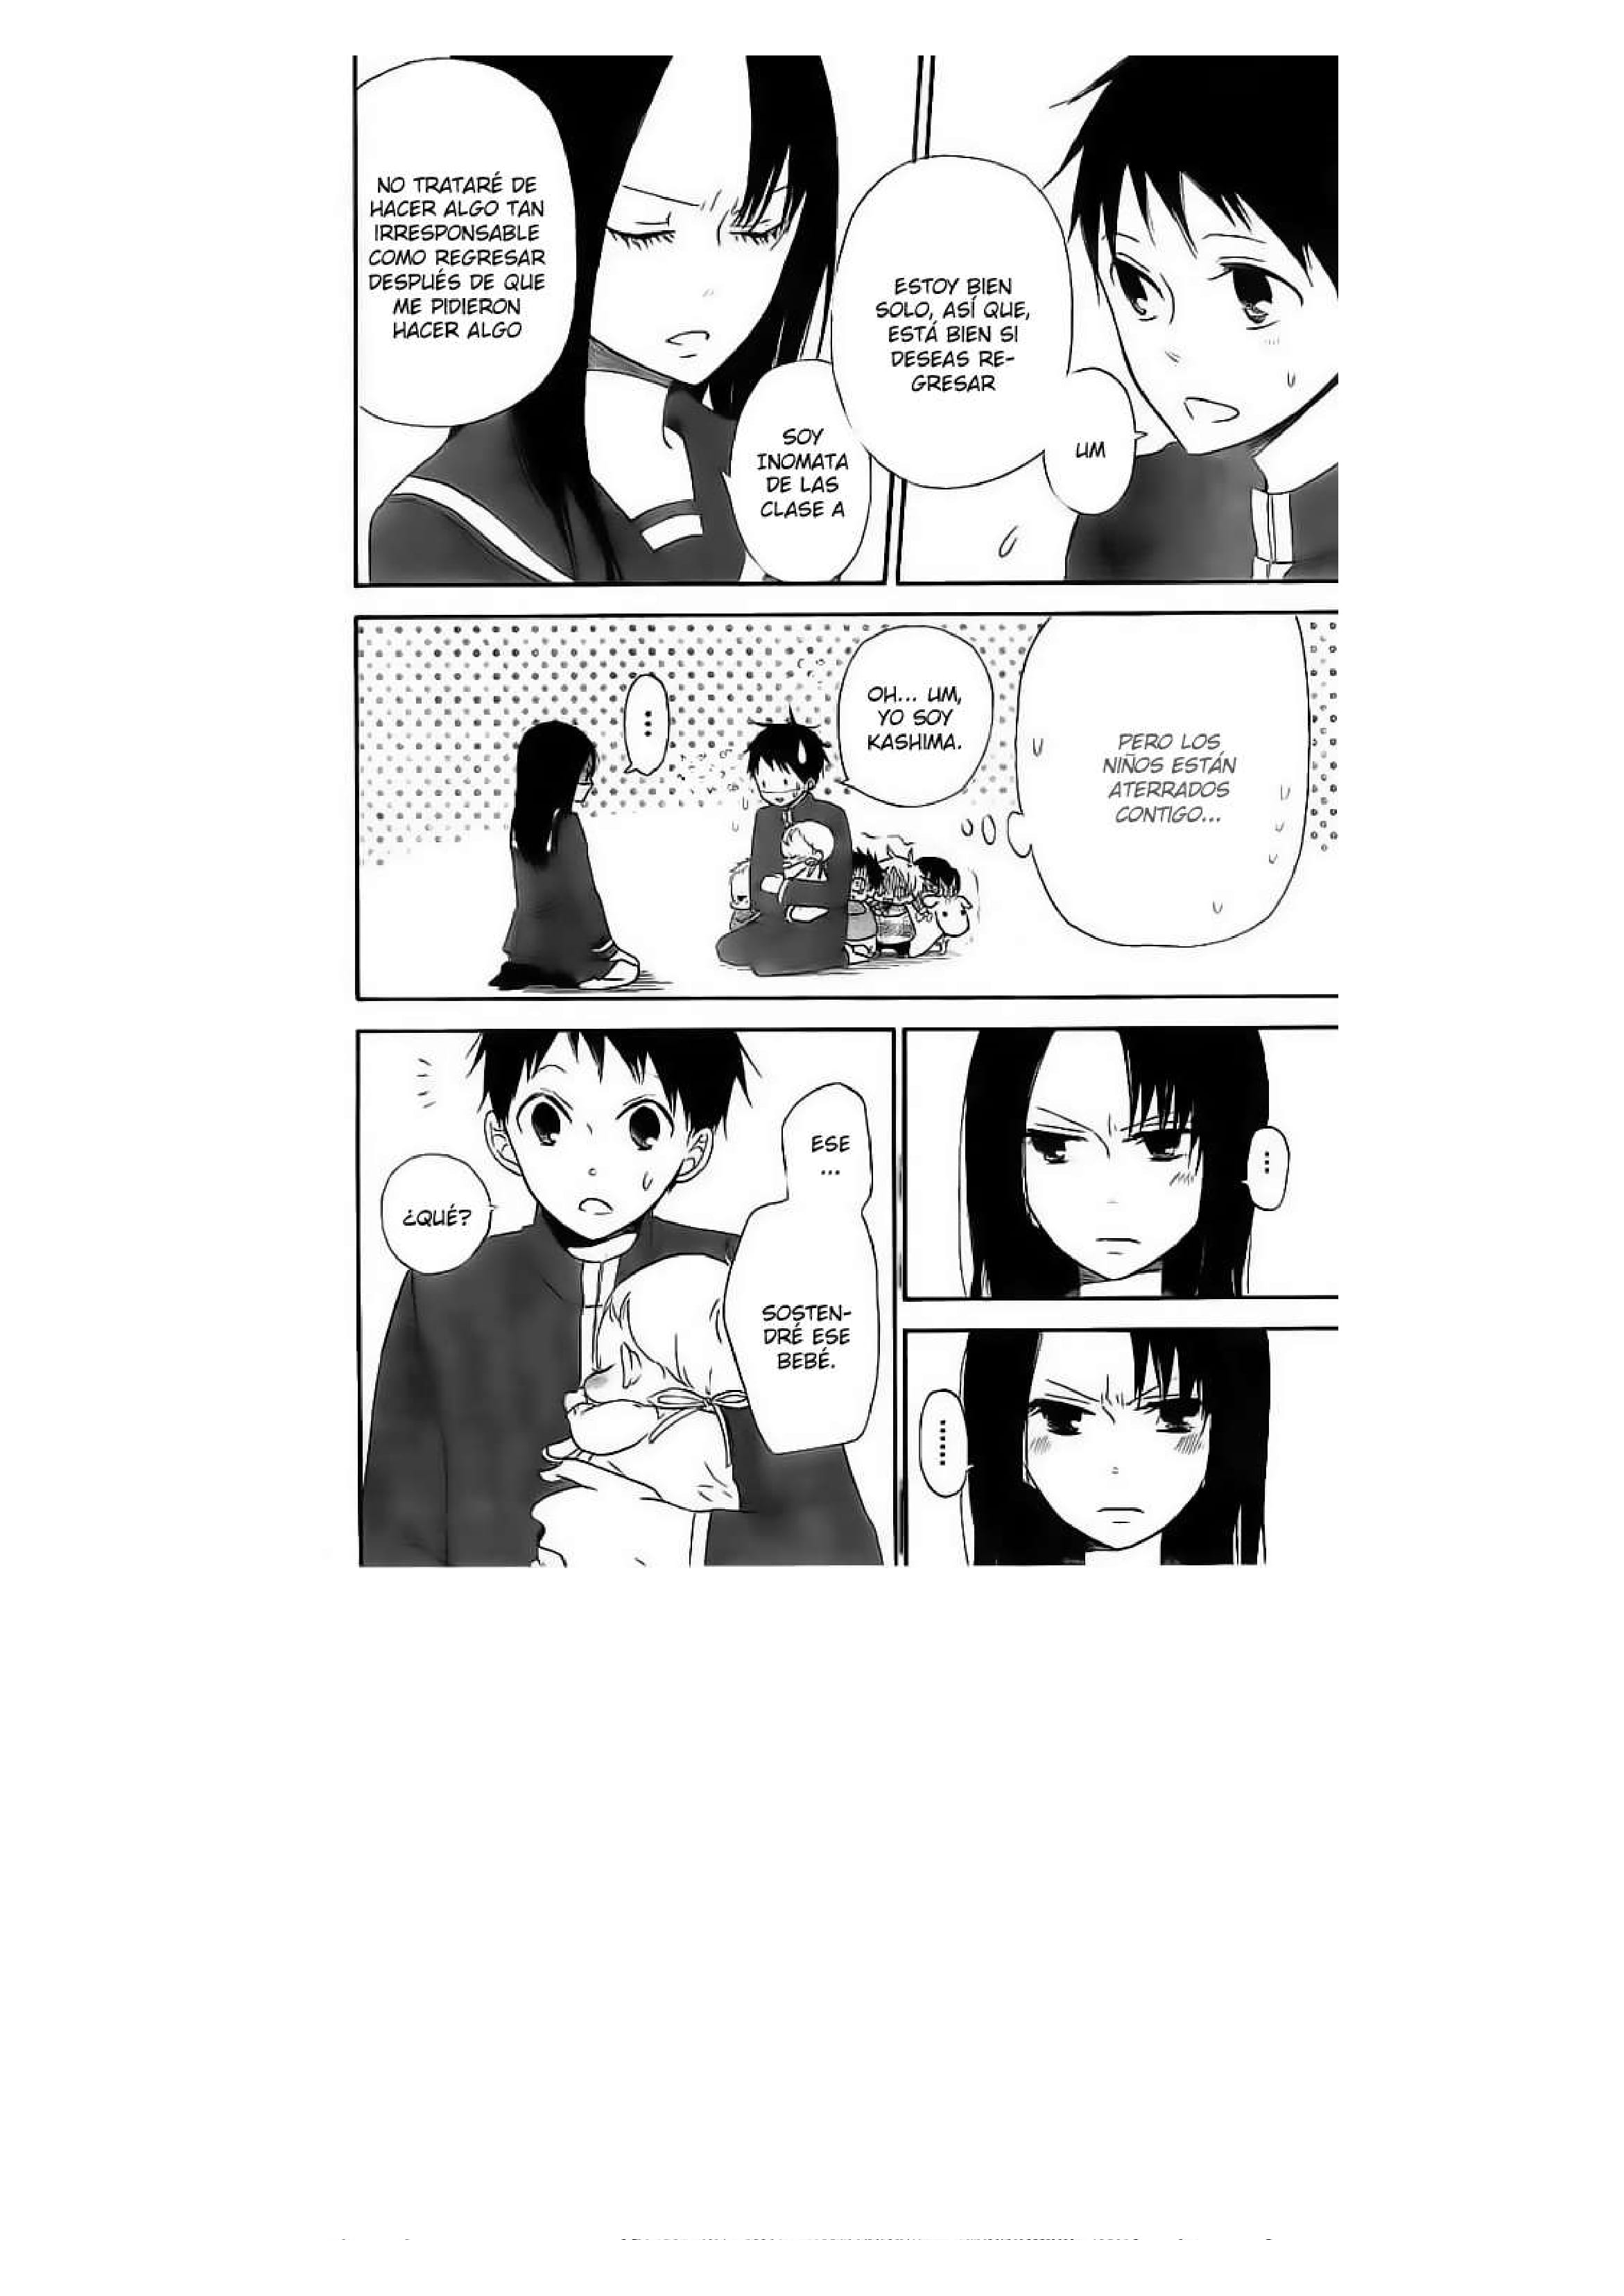 UM
ESTOY BIEN
SOLO, ASÍ QUE,
ESTÁ BIEN SI
DESEAS RE-
GRESAR
NO TRATARÉ DE
HACER ALGO TAN
IRRESPONSABLE
COMO REGRESAR
DESPUÉS DE QUE
ME PIDIERON
HACER ALGO
SOY
INOMATA
DE LAS
CLASE A
PERO LOS
NIÑOS ESTÁN
ATERRADOS
CONTIGO...
OH... UM,
YO SOY
KASHIMA.
...
...
......
ESE
...
SOSTEN-
DRÉ ESE
BEBÉ.
¿QUÉ?